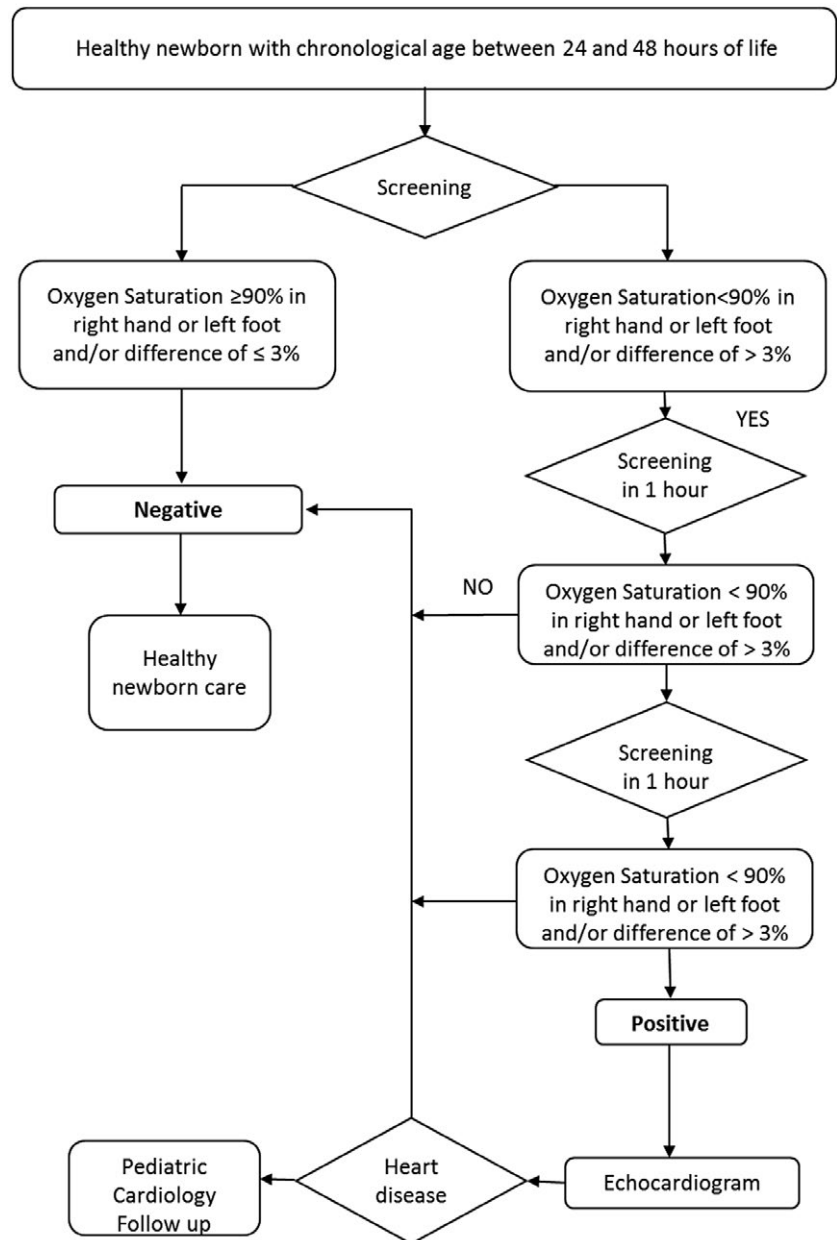 Healthy newborn with chronological age between 24 and 48 hours of life
Screening
Oxygen Saturation ≥90% in
right hand or left foot
and/or difference of ≤ 3%
Oxygen Saturation<90% in
right hand or left foot
and/or difference of > 3%
YES
Screening
in 1 hour
Negative
NO
Oxygen Saturation < 90%
in right hand or left foot
and/or difference of > 3%
Healthy
newborn care
Screening
in 1 hour
Oxygen Saturation < 90%
in right hand or left foot
and/or difference of > 3%
Positive
Pediatric
Cardiology
Follow up
Heart
disease
Echocardiogram